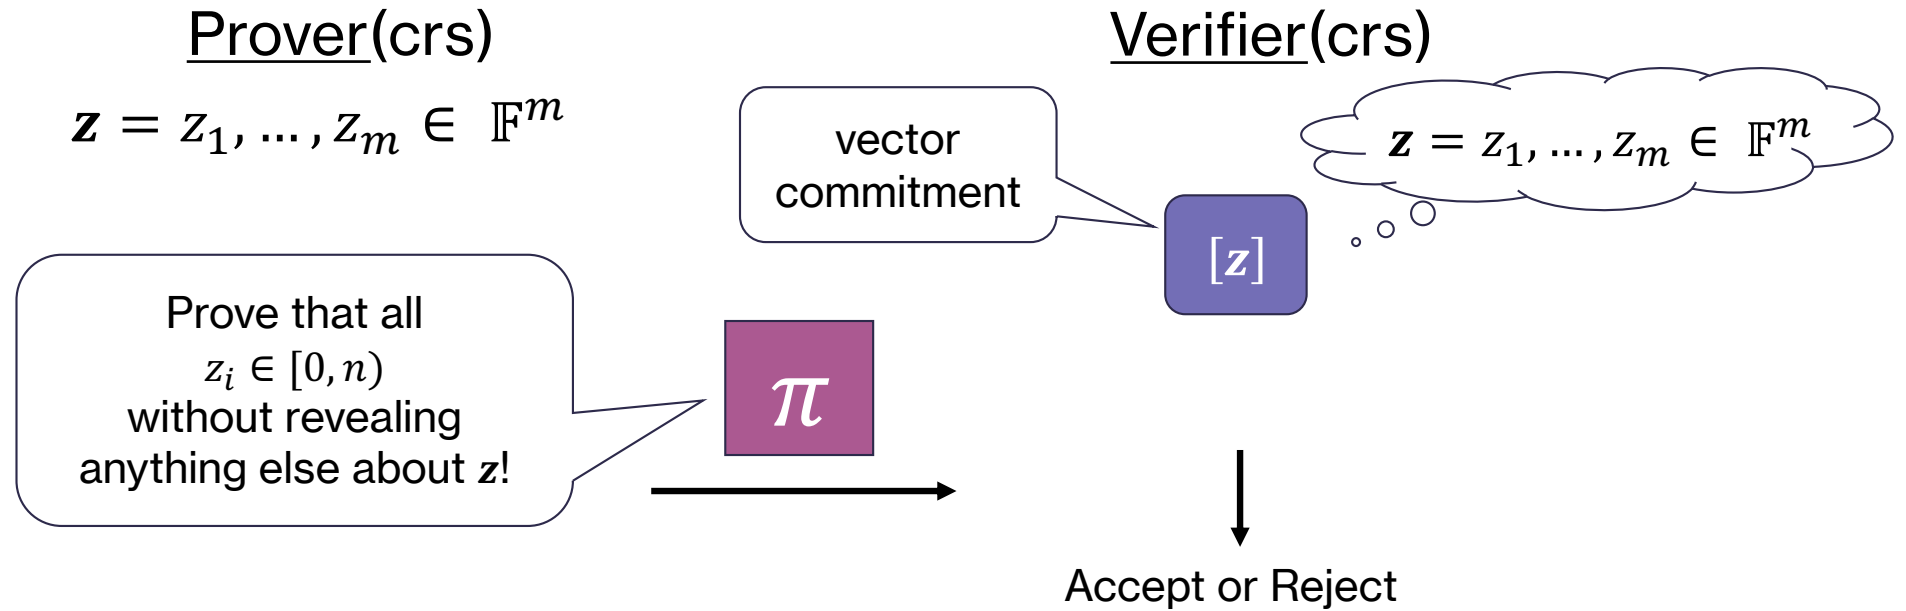 Prover(crs)
𝒛 = z₁, … , zₘ ∈ 𝔽ᵐ
Prove that all
zᵢ ∈ [0, n)
without revealing
anything else about 𝒛!
π
Verifier(crs)
vector
commitment
[𝒛]
𝒛 = z₁, … , zₘ ∈ 𝔽ᵐ
Accept or Reject